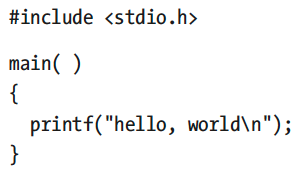 #include <stdio.h>
main( )
{
  printf("hello, world\n");
}